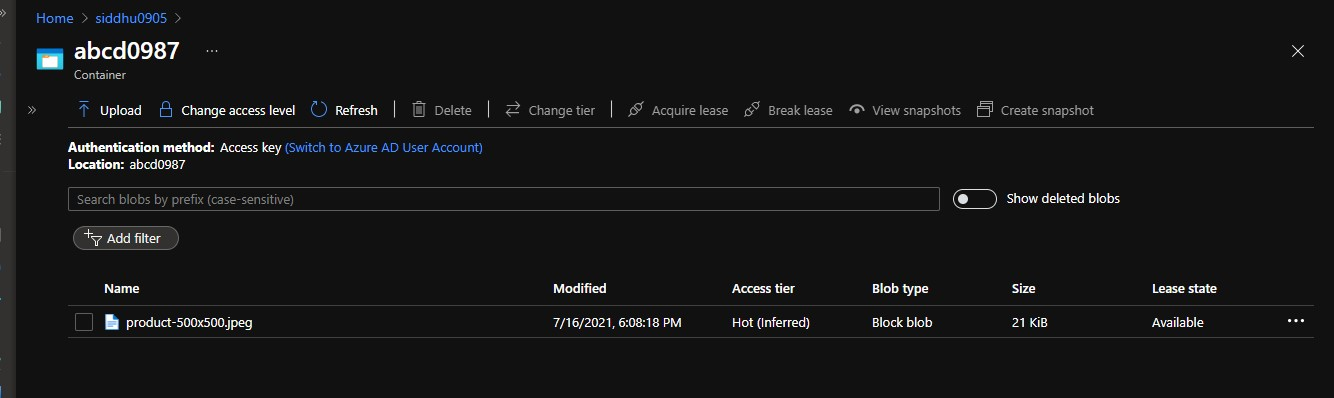 Home > siddhu0905 >
abcd0987 ...
Container
Upload Change access level Refresh Delete Change tier Acquire lease Break lease View snapshots Create snapshot
Authentication method: Access key (Switch to Azure AD User Account)
Location: abcd0987
Search blobs by prefix (case-sensitive) Show deleted blobs
Add filter
Name Modified Access tier Blob type Size Lease state
product-500x500.jpeg 7/16/2021, 6:08:18 PM Hot (Inferred) Block blob 21 KiB Available ...